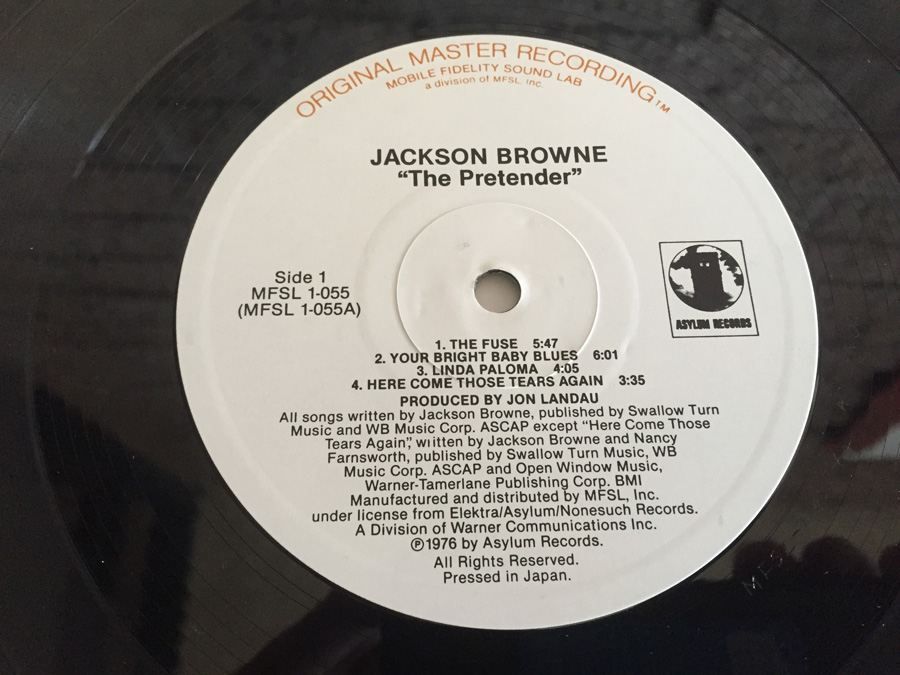 ORIGINAL MASTER RECORDING™
MOBILE FIDELITY SOUND LAB
a division of MFSL, inc.
JACKSON BROWNE
“The Pretender”
Side 1
MFSL 1-055
(MFSL 1-055A)
ASYLUM RECORDS
1. THE FUSE 5:47
2. YOUR BRIGHT BABY BLUES 6:01
3. LINDA PALOMA 4:05
4. HERE COME THOSE TEARS AGAIN 3:35
PRODUCED BY JON LANDAU
All songs written by Jackson Browne, published by Swallow Turn
Music and WB Music Corp. ASCAP except “Here Come Those
Tears Again”, written by Jackson Browne and Nancy
Farnsworth, published by Swallow Turn Music, WB
Music Corp. ASCAP and Open Window Music,
Warner-Tamerlane Publishing Corp. BMI
Manufactured and distributed by MFSL, Inc.
under license from Elektra/Asylum/Nonesuch Records.
A Division of Warner Communications Inc.
℗1976 by Asylum Records.
All Rights Reserved.
Pressed in Japan.